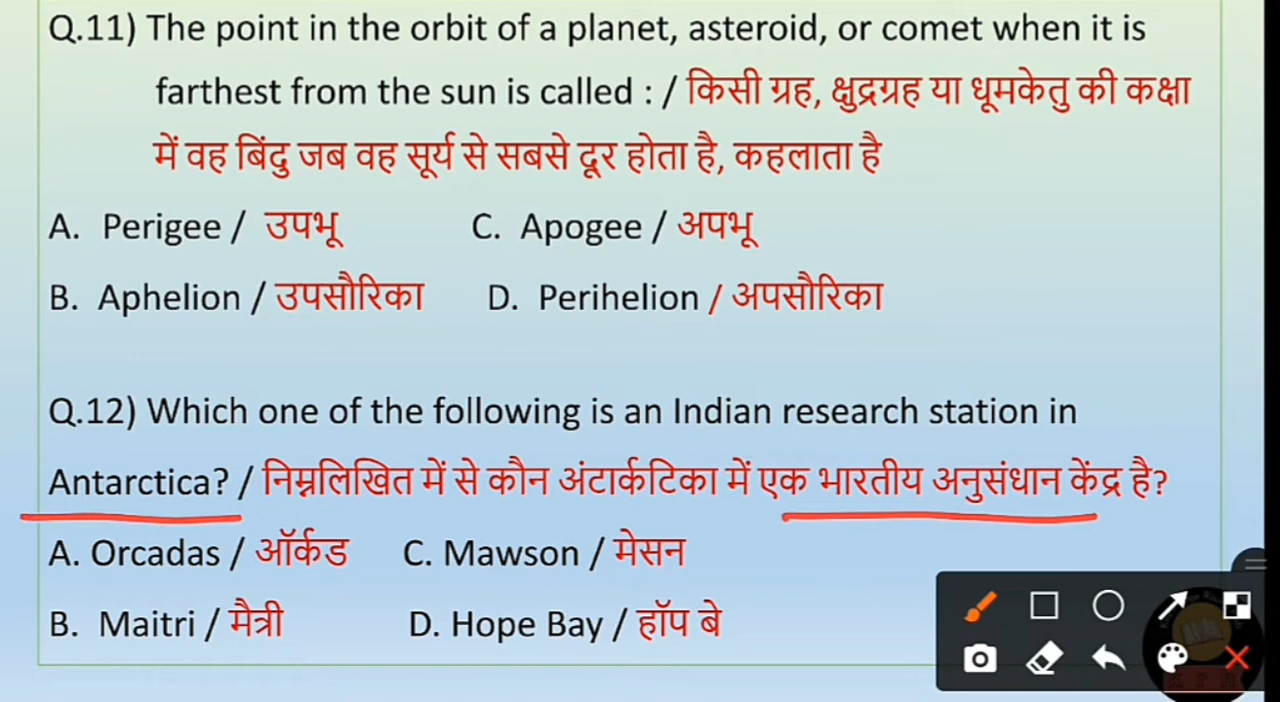 Q.11) The point in the orbit of a planet, asteroid, or comet when it is
farthest from the sun is called : / किसी ग्रह, क्षुद्रग्रह या धूमकेतु की कक्षा
में वह बिंदु जब वह सूर्य से सबसे दूर होता है, कहलाता है
A. Perigee / उपभू C. Apogee / अपभू
B. Aphelion / उपसौरिका D. Perihelion / अपसौरिका
Q.12) Which one of the following is an Indian research station in
Antarctica? / निम्नलिखित में से कौन अंटार्कटिका में एक भारतीय अनुसंधान केंद्र है?
A. Orcadas / ऑर्कड C. Mawson / मेसन
B. Maitri / मैत्री D. Hope Bay / हॉप बे